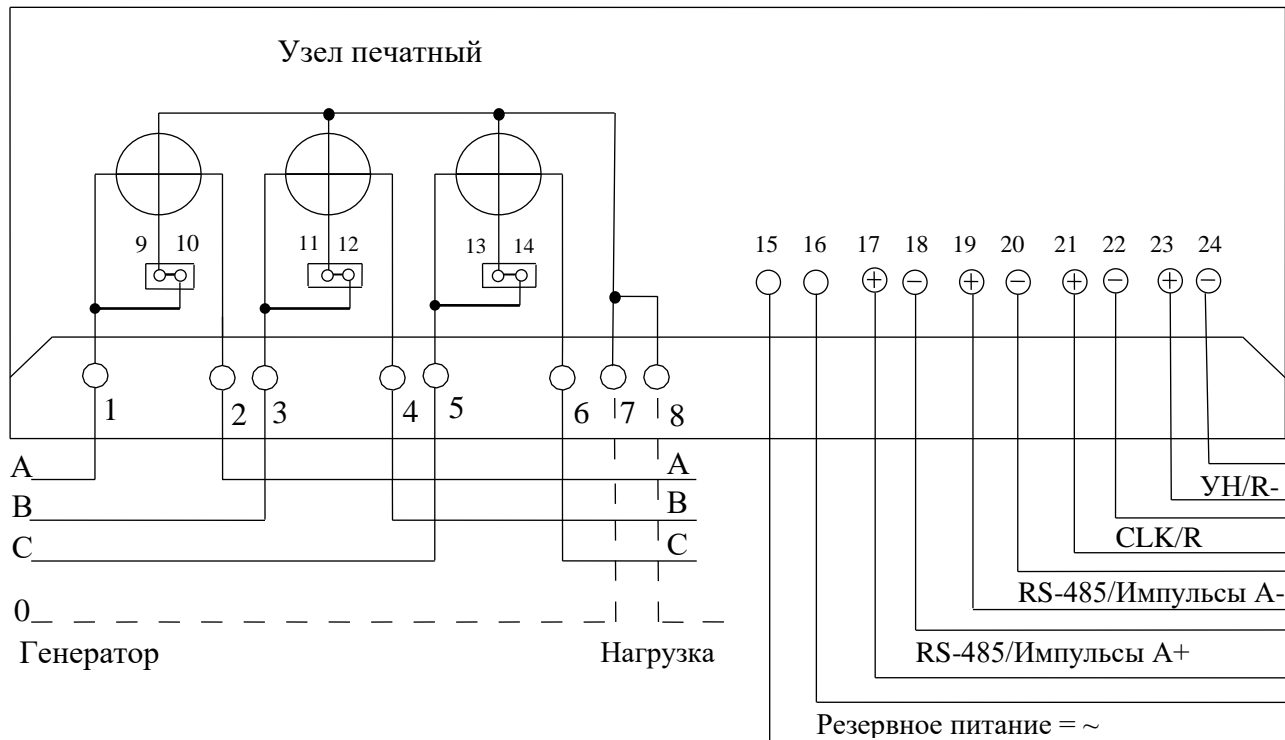 Узел печатный
9 10 11 12 13 14 15 16 17 18 19 20 21 22 23 24
+ − + − + − + −
1 2 3 4 5 6 7 8
A A
УН/R-
B B
CLK/R
C C
RS-485/Импульсы А-
0
Генератор Нагрузка RS-485/Импульсы А+
Резервное питание = ~